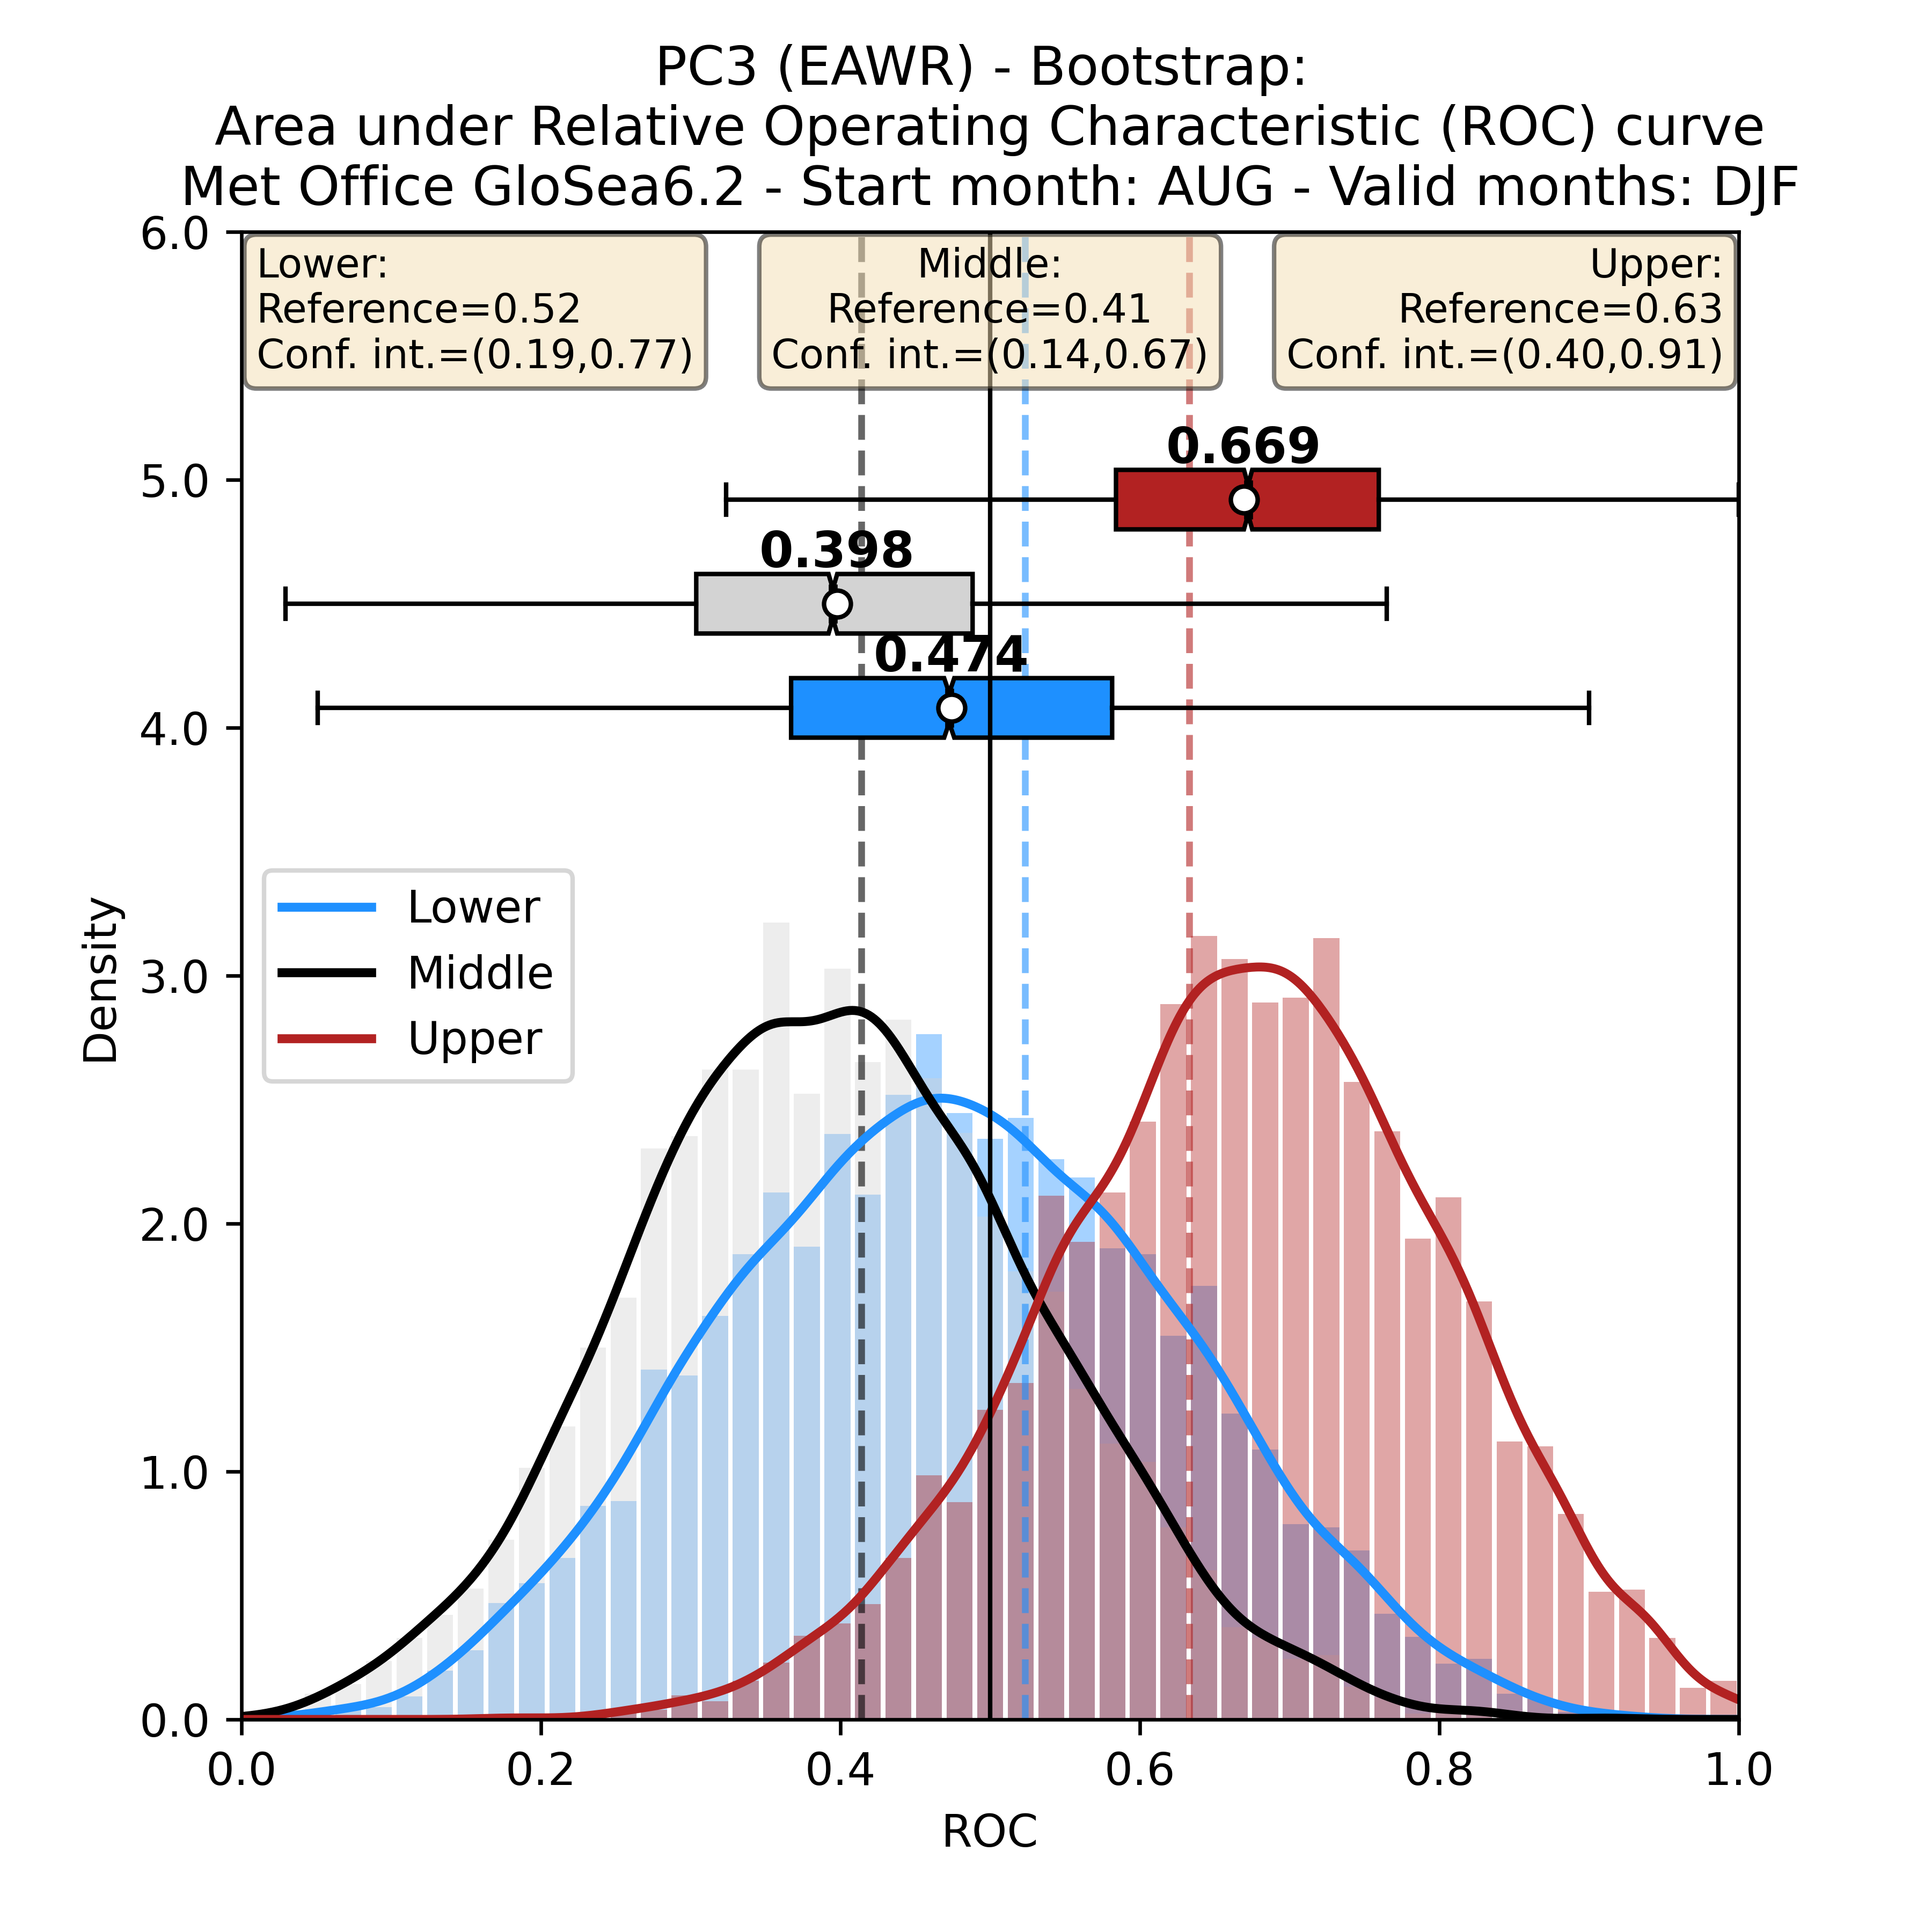 PC3 (EAWR) - Bootstrap:
Area under Relative Operating Characteristic (ROC) curve
Met Office GloSea6.2 - Start month: AUG - Valid months: DJF
Lower:
Reference=0.52
Conf. int.=(0.19,0.77)
Middle:
Reference=0.41
Conf. int.=(0.14,0.67)
Upper:
Reference=0.63
Conf. int.=(0.40,0.91)
0.669
0.398
0.474
Lower
Middle
Upper
Density
6.0
5.0
4.0
3.0
2.0
1.0
0.0
0.0 0.2 0.4 0.6 0.8 1.0
ROC